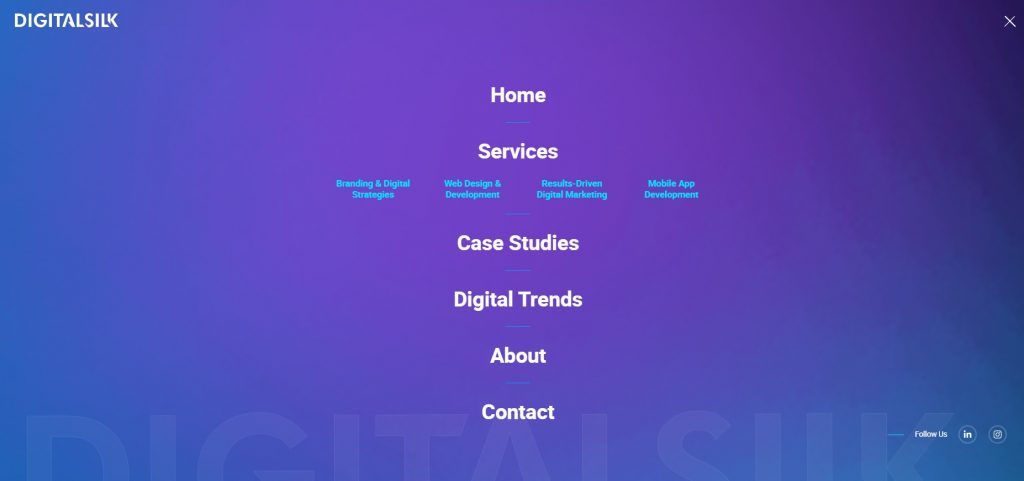 DIGITALSILK
Home
Services
Branding & Digital
Strategies
Web Design &
Development
Results-Driven
Digital Marketing
Mobile App
Development
Case Studies
Digital Trends
About
Contact
DIGITALSILK
Follow Us
in